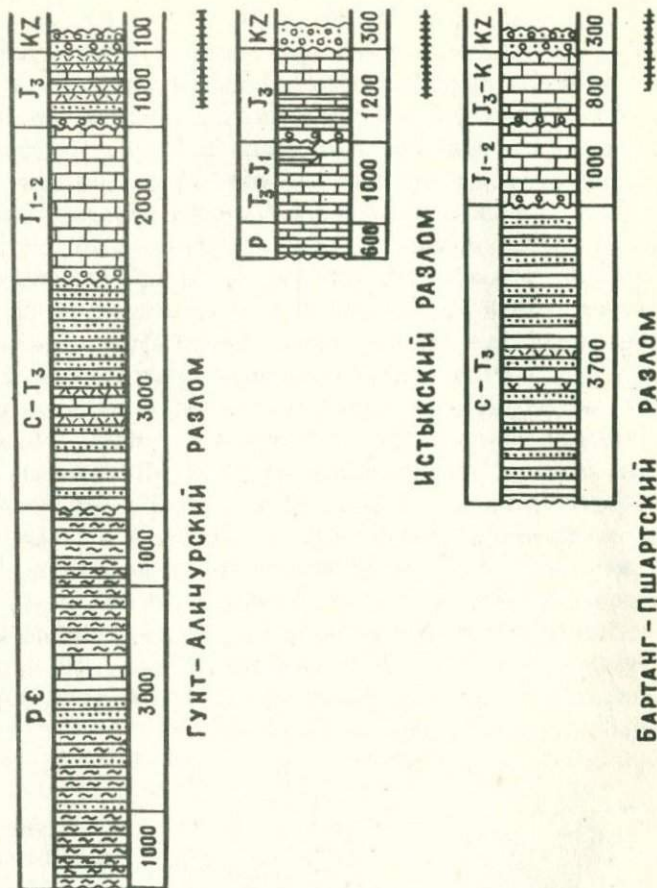 KZ
100
J₃
1000
J₁₋₂
2000
C–T₃
3000
pЄ
1000
3000
1000
ГУНТ–АЛИЧУРСКИЙ РАЗЛОМ
KZ
300
J₃
1200
T₃–J₁
1000
P
600
ИСТЫКСКИЙ РАЗЛОМ
KZ
300
J₃–K
800
J₁₋₂
1000
C–T₃
3700
БАРТАНГ–ПШАРТСКИЙ РАЗЛОМ